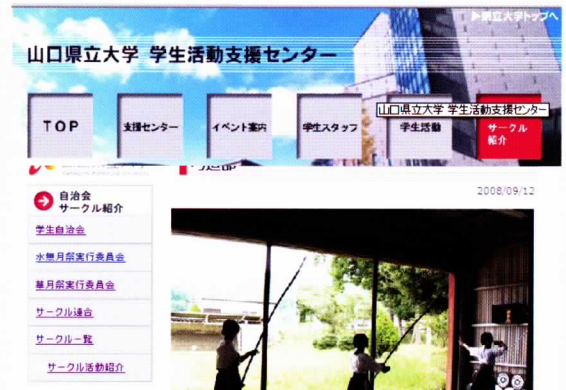 ▶県立大学トップへ
山口県立大学 学生活動支援センター
山口県立大学 学生活動支援センター
TOP
支援センター
イベント案内
学生スタッフ
学生活動
サークル
紹介
弓道部
2008/09/12
自治会
サークル紹介
学生自治会
水無月祭実行委員会
華月祭実行委員会
サークル連合
サークル一覧
サークル活動紹介